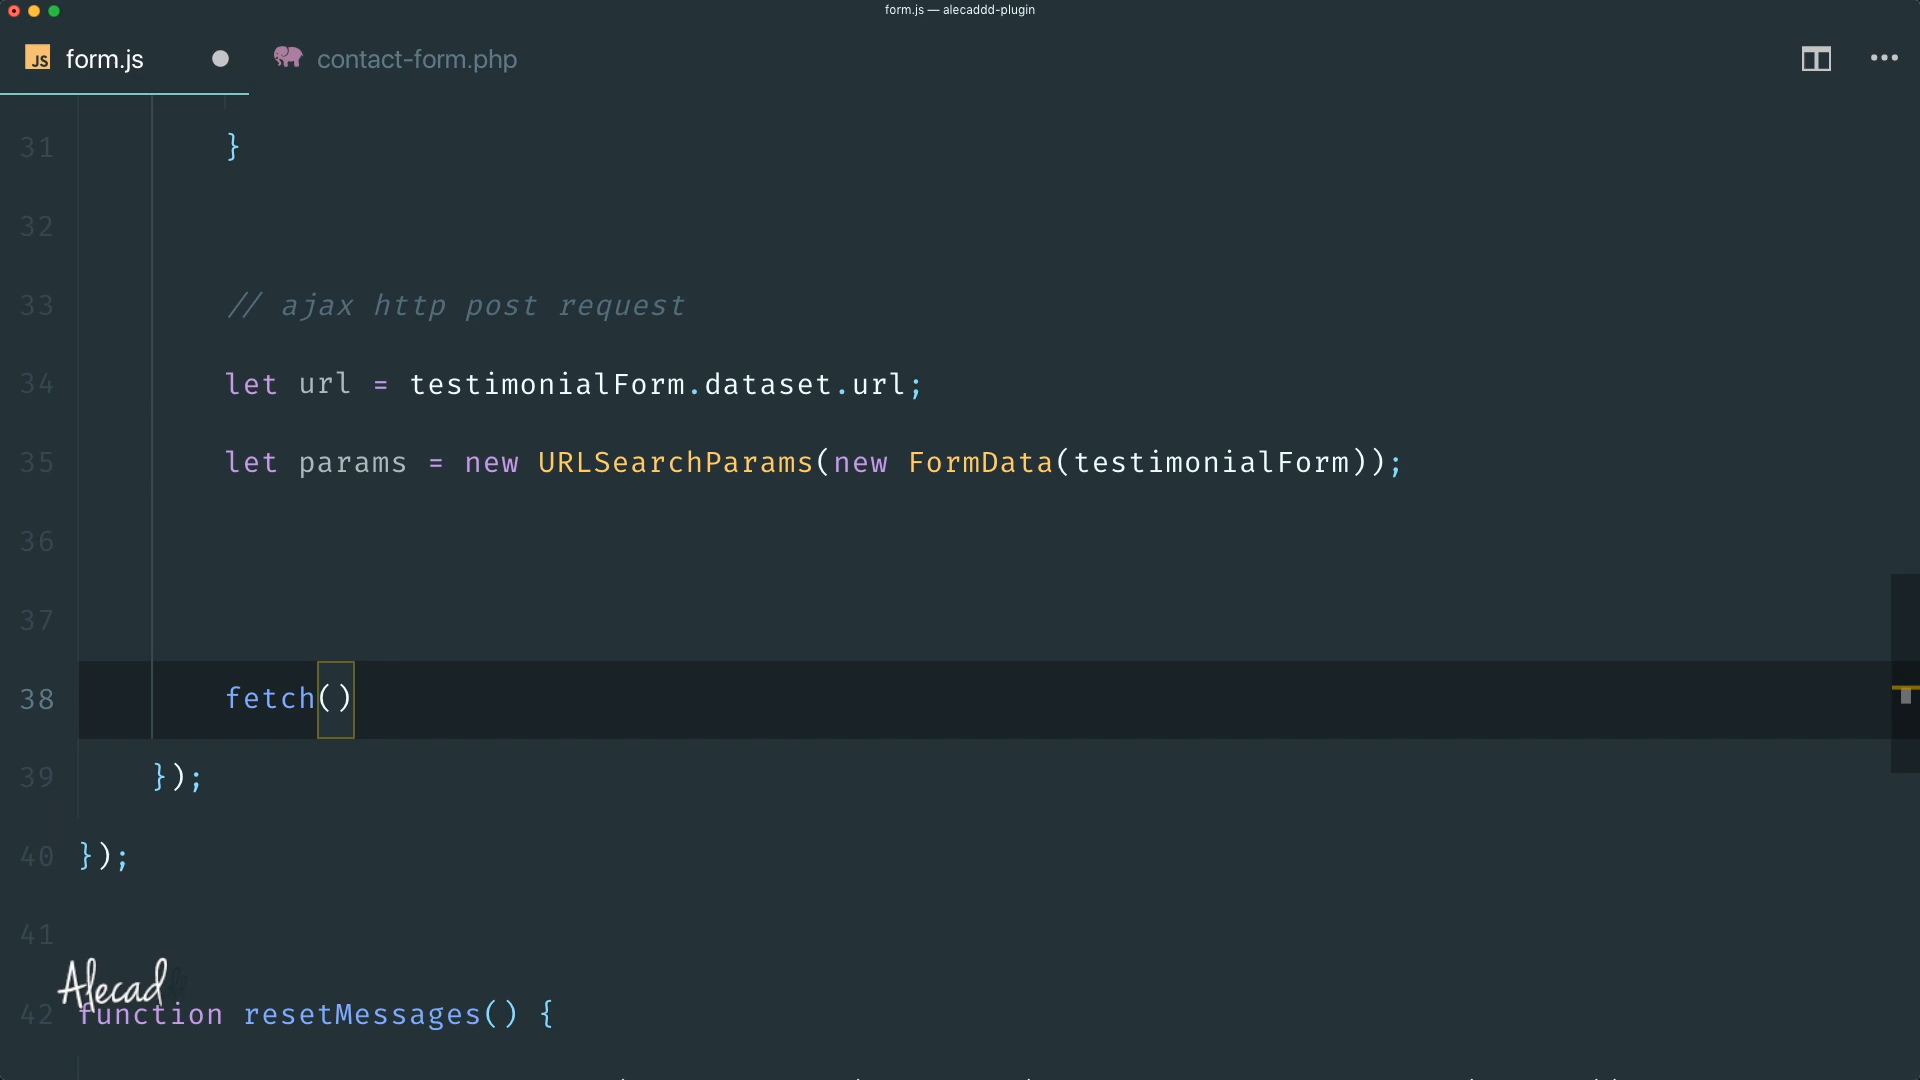 form.js — alecaddd-plugin
JS form.js contact-form.php
31 }
32
33 // ajax http post request
34 let url = testimonialForm.dataset.url;
35 let params = new URLSearchParams(new FormData(testimonialForm));
36
37
38 fetch()
39 });
40 });
41
Alecad
42 function resetMessages() {